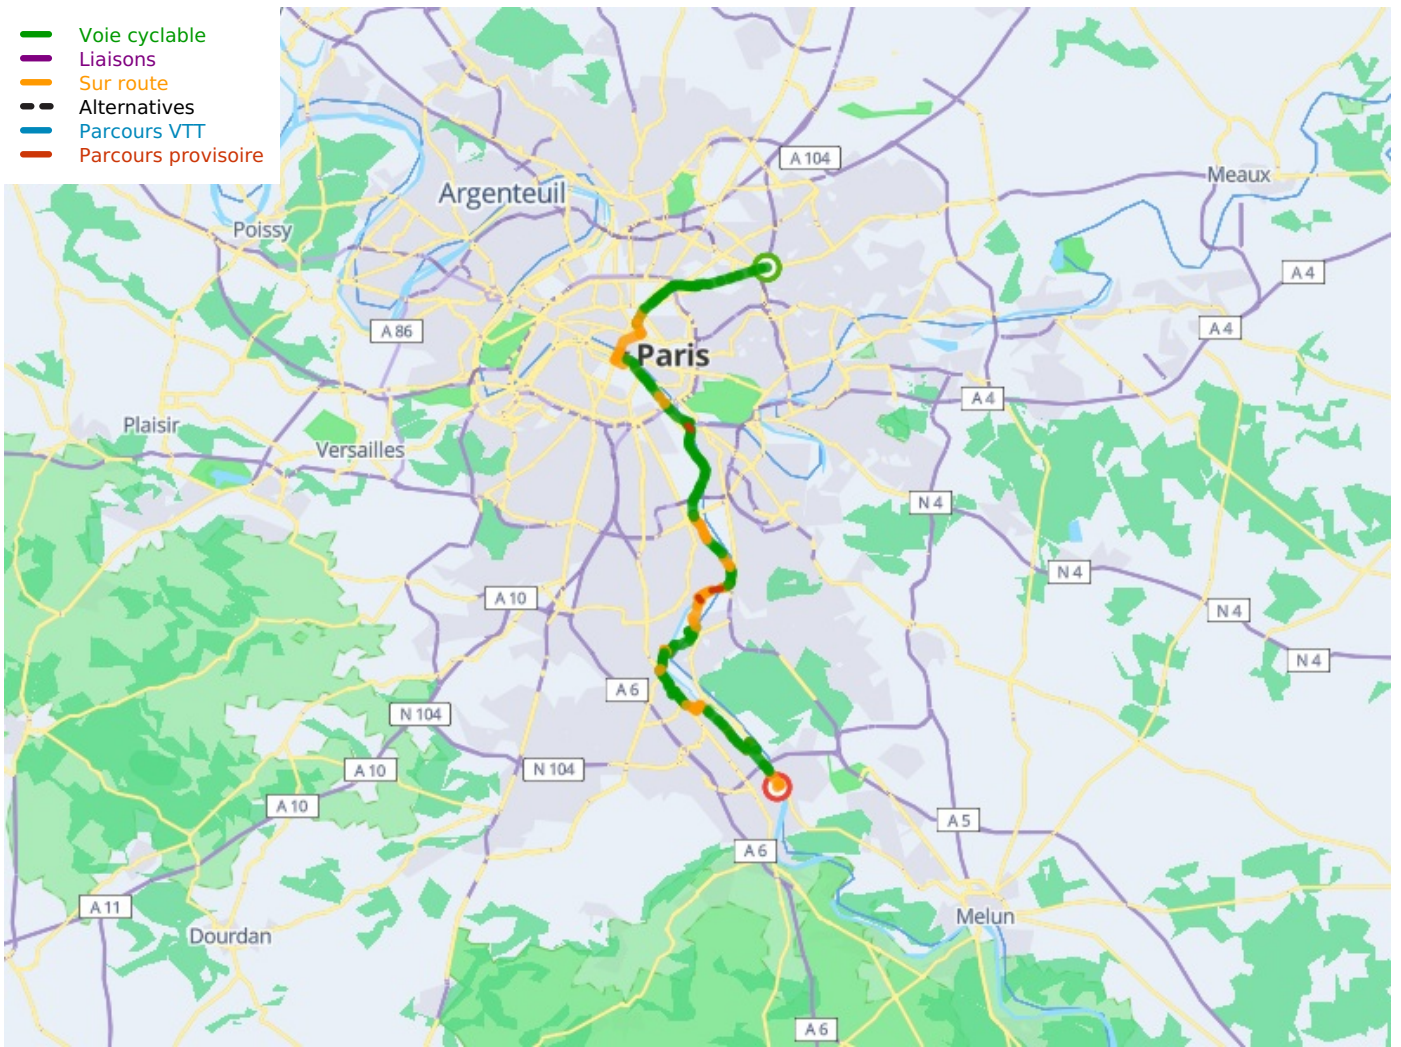 Voie cyclable
Liaisons
Sur route
Alternatives
Parcours VTT
Parcours provisoire
A 104
Meaux
Argenteuil
Poissy
A 4
A 86
A 4
Paris
A 4
Plaisir
Versailles
N 4
N 4
A 10
N 4
N 4
A 6
N 104
A 10
N 104
A 10
A 5
A 6
A 11
Melun
Dourdan
A 6